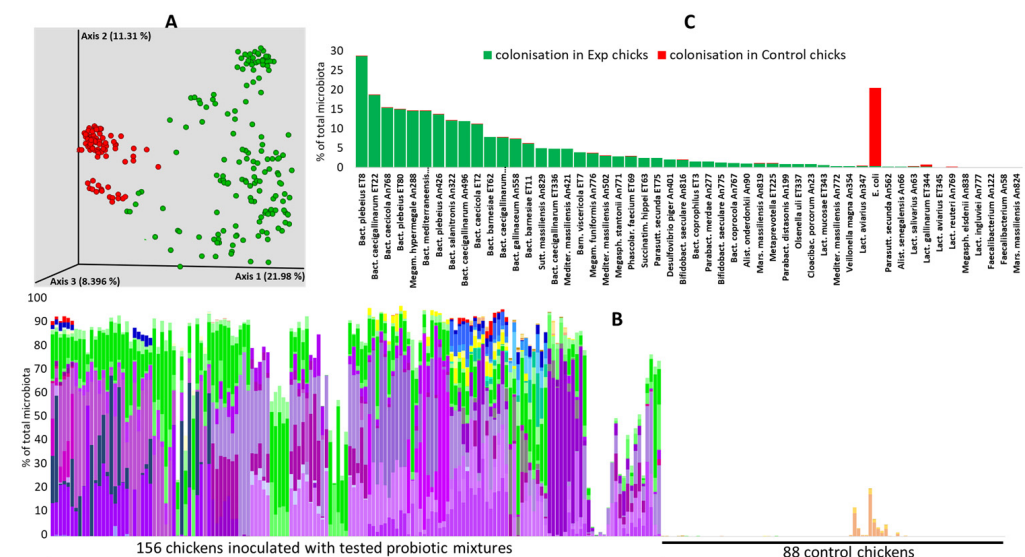 A
Axis 2 (11.31 %)
Axis 1 (21.98 %)
Axis 3 (8.396 %)
C
colonisation in Exp chicks
colonisation in Control chicks
% of total microbiota
30
25
20
15
10
5
0
Bact. plebeius ET8
Bact. caecigallinarum ET22
Bact. caecicola An768
Bact. plebeius ET80
Megam. hypermegale An288
Bact. mediterraneensis...
Bact. plebeius An426
Bact. salanitronis An322
Bact. caecigallinarum An496
Bact. caecicola ET2
Bact. barnesiae ET62
Bact. caecigallinarum...
Bact. gallinaceum An558
Bact. barnesiae ET11
Sutt. massiliensis An829
Bact. caecigallinarum ET336
Mediter. massiliensis An421
Barn. viscericola ET7
Megam. funiformis An776
Mediter. massiliensis An502
Megasph. stantonii An771
Phascolar. faecium ET69
Succinatim. hippei ET63
Parasutt. secunda ET75
Desulfovibrio piger 401
Bifidobact. saeculare An816
Bact. coprophilus ET3
Parabact. merdae An277
Bifidobact. saeculare An775
Bact. coprocola An767
Alist. onderdonkii An90
Mars. massiliensis An819
Metaprevotella ET225
Parabac. distasonis An199
Olsenella uli ET337
Cloacibac. porcorum An23
Lact. mucosae ET343
Mediter. massiliensis An772
Veillonella magna An354
Lact. aviarius An347
E. coli
Parasutt. secunda An562
Alist. senegalensis An66
Lact. salivarius An63
Lact. gallinarum ET344
Lact. aviarius ET345
Lact. reuteri An769
Megasph. elsdenii An838
Lact. ingluviei An777
Faecilibacterium An122
Faecalibacterium An58
Mars. massiliensis An824
B
% of total microbiota
100
90
80
70
60
50
40
30
20
10
0
156 chickens inoculated with tested probiotic mixtures
88 control chickens